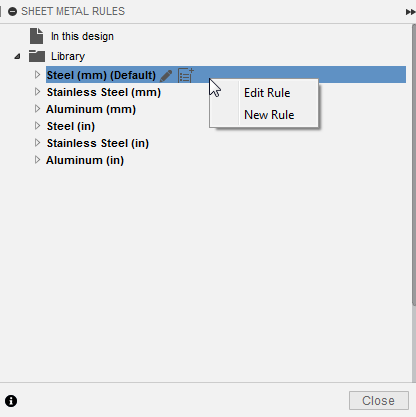 SHEET METAL RULES
In this design
Library
Steel (mm) (Default)
Edit Rule
Stainless Steel (mm)
New Rule
Aluminum (mm)
Steel (in)
Stainless Steel (in)
Aluminum (in)
Close